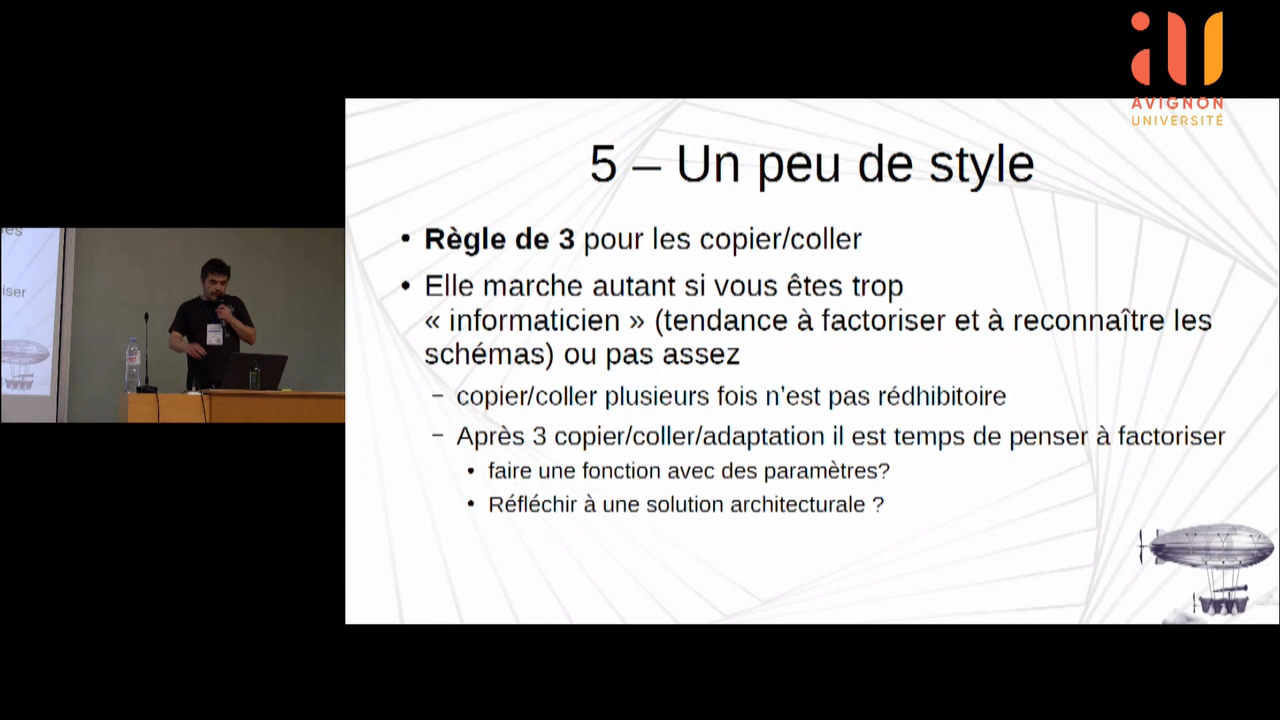 AVIGNON
UNIVERSITÉ
5 – Un peu de style
• Règle de 3 pour les copier/coller
• Elle marche autant si vous êtes trop
« informaticien » (tendance à factoriser et à reconnaître les
schémas) ou pas assez
– copier/coller plusieurs fois n’est pas rédhibitoire
– Après 3 copier/coller/adaptation il est temps de penser à factoriser
• faire une fonction avec des paramètres?
• Réfléchir à une solution architecturale ?